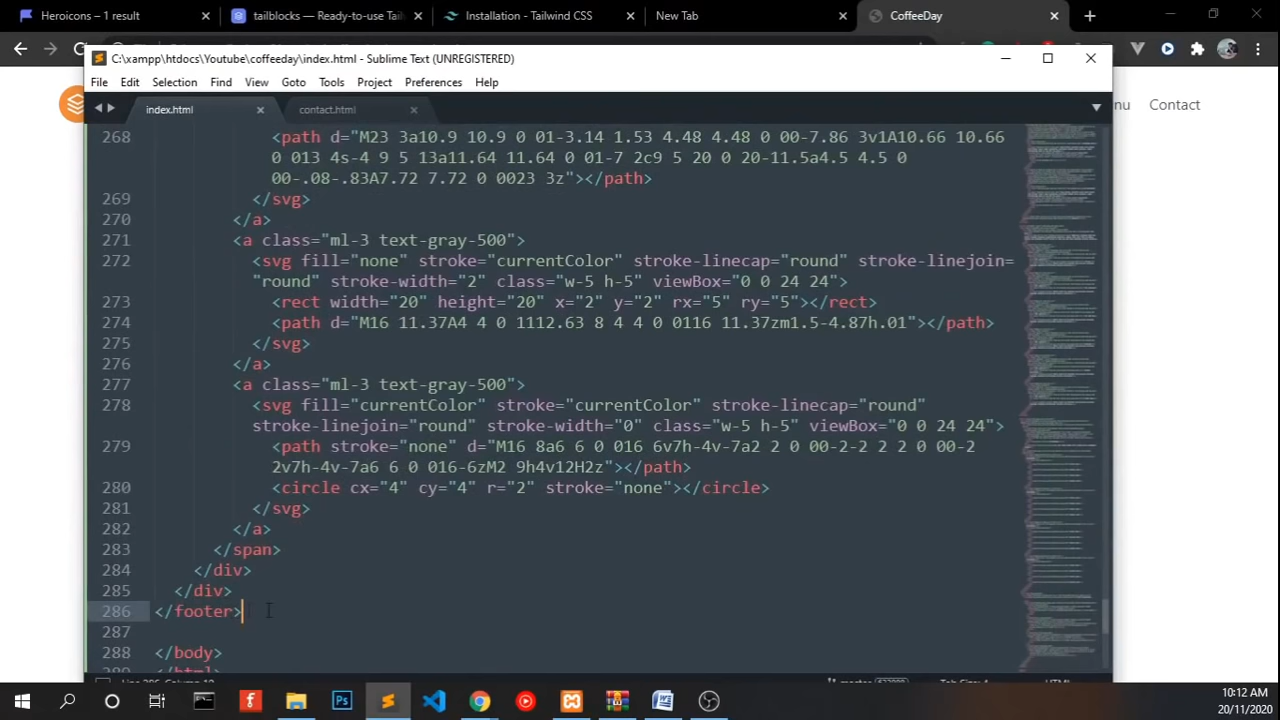 Heroicons — 1 result
tailblocks — Ready-to-use Tail
Installation - Tailwind CSS
New Tab
CoffeeDay
C:\xampp\htdocs\Youtube\coffeeday\index.html - Sublime Text (UNREGISTERED)
File Edit Selection Find View Goto Tools Project Preferences Help
index.html
contact.html
Contact
268 <path d="M23 3a10.9 10.9 0 01-3.14 1.53 4.48 4.48 0 00-7.86 3v1A10.66 10.66
0 013 4s-4 9 5 13a11.64 11.64 0 01-7 2c9 5 20 0 20-11.5a4.5 4.5 0
00-.08-.83A7.72 7.72 0 0023 3z"></path>
269 </svg>
270 </a>
271 <a class="ml-3 text-gray-500">
272 <svg fill="none" stroke="currentColor" stroke-linecap="round" stroke-linejoin=
"round" stroke-width="2" class="w-5 h-5" viewBox="0 0 24 24">
273 <rect width="20" height="20" x="2" y="2" rx="5" ry="5"></rect>
274 <path d="M16 11.37A4 4 0 1112.63 8 4 4 0 0116 11.37zm1.5-4.87h.01"></path>
275 </svg>
276 </a>
277 <a class="ml-3 text-gray-500">
278 <svg fill="currentColor" stroke="currentColor" stroke-linecap="round"
stroke-linejoin="round" stroke-width="0" class="w-5 h-5" viewBox="0 0 24 24">
279 <path stroke="none" d="M16 8a6 6 0 016 6v7h-4v-7a2 2 0 00-2-2 2 2 0 00-2
2v7h-4v-7a6 6 0 016-6zM2 9h4v12H2z"></path>
280 <circle cx="4" cy="4" r="2" stroke="none"></circle>
281 </svg>
282 </a>
283 </span>
284 </div>
285 </div>
286 </footer>
287
288 </body>
10:12 AM
20/11/2020